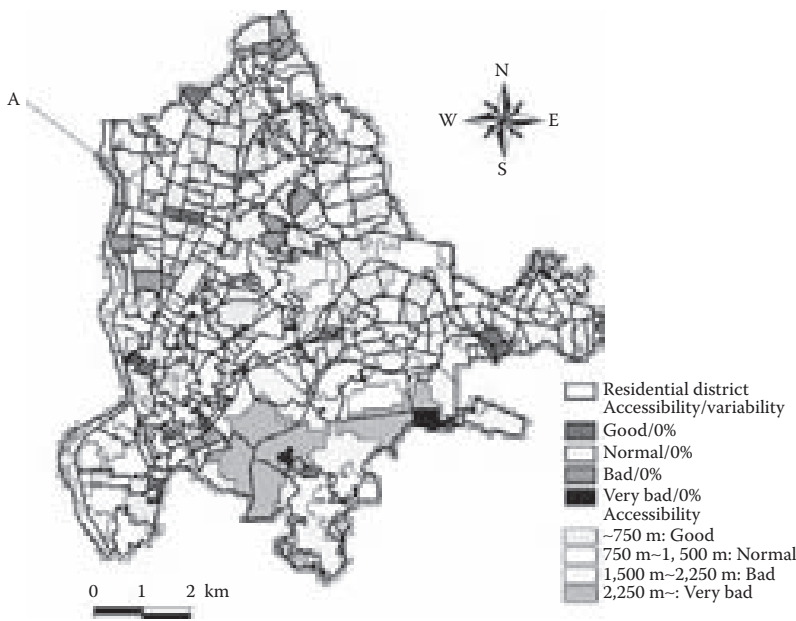 N
A
W E
S
Residential district
Accessibility/variability
Good/0%
Normal/0%
Bad/0%
Very bad/0%
Accessibility
~750 m: Good
750 m~1, 500 m: Normal
1,500 m~2,250 m: Bad
2,250 m~: Very bad
0 1 2 km